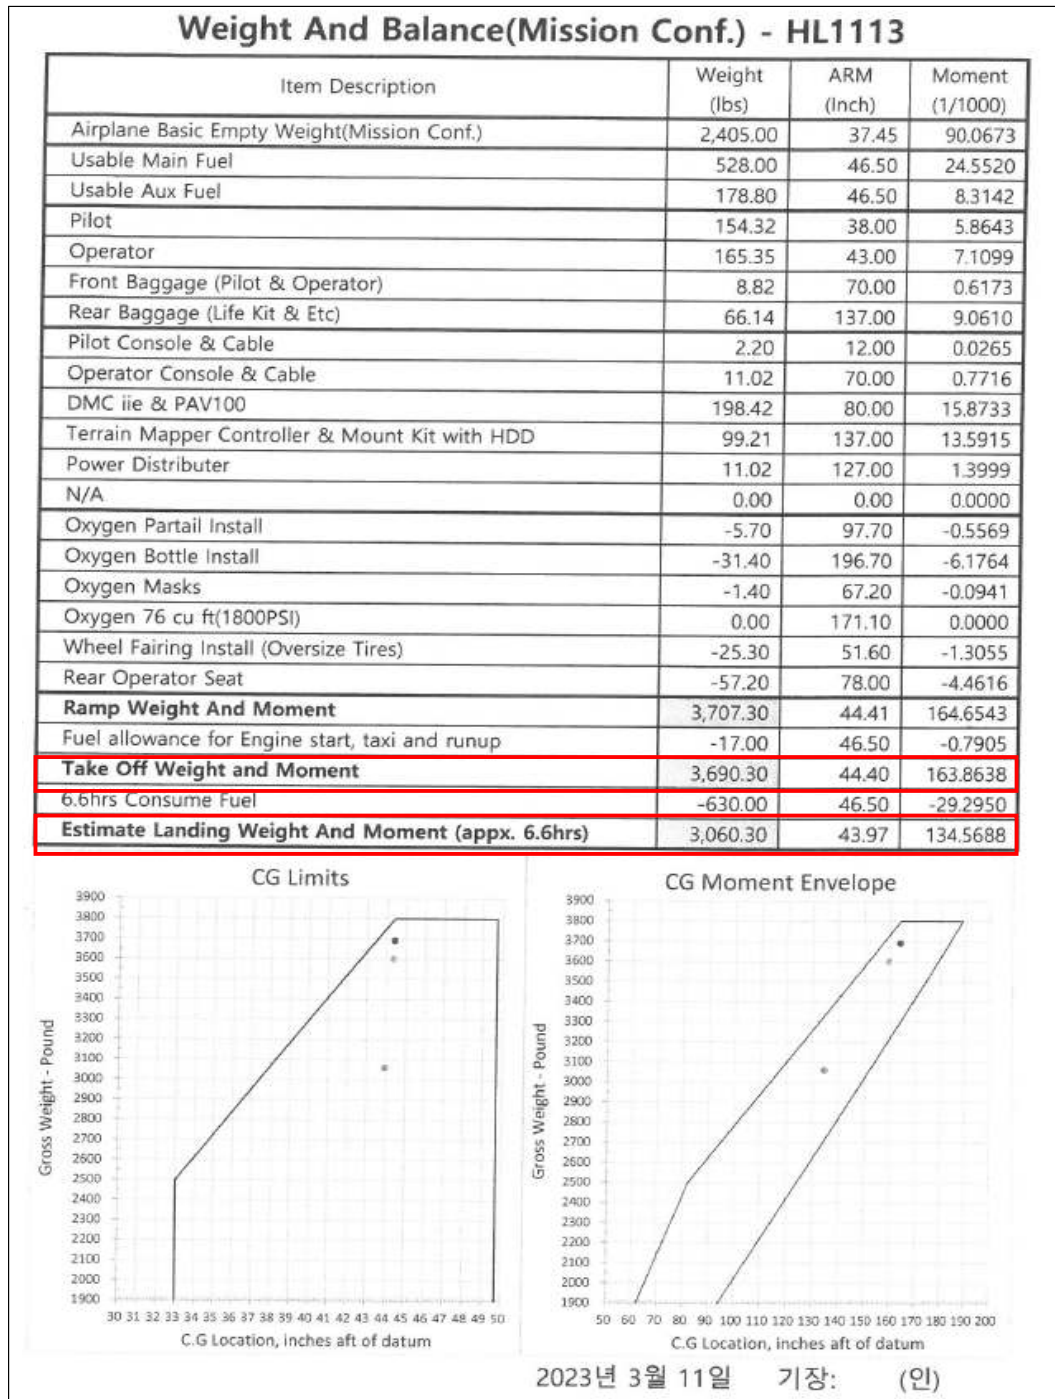 Weight And Balance(Mission Conf.) - HL1113
Item Description Weight (lbs) ARM (Inch) Moment (1/1000)
Airplane Basic Empty Weight(Mission Conf.) 2,405.00 37.45 90.0673
Usable Main Fuel 528.00 46.50 24.5520
Usable Aux Fuel 178.80 46.50 8.3142
Pilot 154.32 38.00 5.8643
Operator 165.35 43.00 7.1099
Front Baggage (Pilot & Operator) 8.82 70.00 0.6173
Rear Baggage (Life Kit & Etc) 66.14 137.00 9.0610
Pilot Console & Cable 2.20 12.00 0.0265
Operator Console & Cable 11.02 70.00 0.7716
DMC iie & PAV100 198.42 80.00 15.8733
Terrain Mapper Controller & Mount Kit with HDD 99.21 137.00 13.5915
Power Distributer 11.02 127.00 1.3999
N/A 0.00 0.00 0.0000
Oxygen Partail Install -5.70 97.70 -0.5569
Oxygen Bottle Install -31.40 196.70 -6.1764
Oxygen Masks -1.40 67.20 -0.0941
Oxygen 76 cu ft(1800PSI) 0.00 171.10 0.0000
Wheel Fairing Install (Oversize Tires) -25.30 51.60 -1.3055
Rear Operator Seat -57.20 78.00 -4.4616
Ramp Weight And Moment 3,707.30 44.41 164.6543
Fuel allowance for Engine start, taxi and runup -17.00 46.50 -0.7905
Take Off Weight and Moment 3,690.30 44.40 163.8638
6.6hrs Consume Fuel -630.00 46.50 -29.2950
Estimate Landing Weight And Moment (appx. 6.6hrs) 3,060.30 43.97 134.5688
CG Limits
Gross Weight - Pound
3900
3800
3700
3600
3500
3400
3300
3200
3100
3000
2900
2800
2700
2600
2500
2400
2300
2200
2100
2000
1900
30 31 32 33 34 35 36 37 38 39 40 41 42 43 44 45 46 47 48 49 50
C.G Location, inches aft of datum
CG Moment Envelope
Gross Weight - Pound
3900
3800
3700
3600
3500
3400
3300
3200
3100
3000
2900
2800
2700
2600
2500
2400
2300
2200
2100
2000
1900
50 60 70 80 90 100 110 120 130 140 150 160 170 180 190 200
C.G Location, inches aft of datum
2023년 3월 11일 기장: (인)